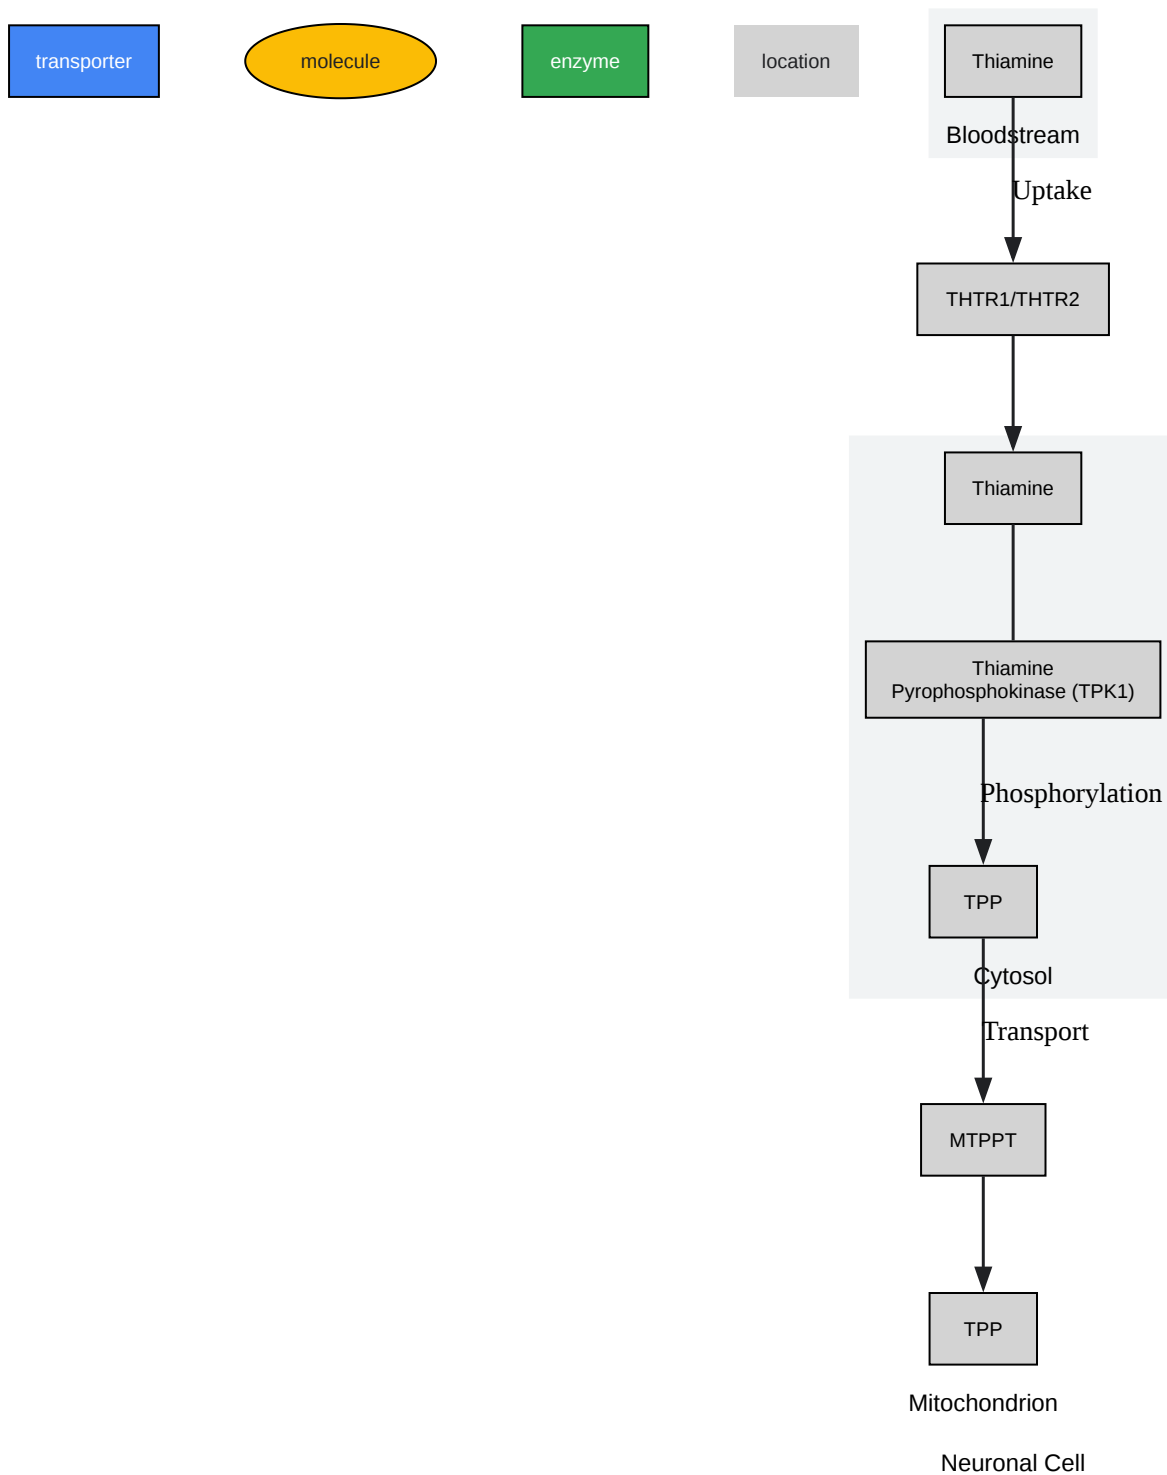 transporter
molecule
enzyme
location
Thiamine
Bloodstream
Uptake
THTR1/THTR2
Thiamine
Thiamine
Pyrophosphokinase (TPK1)
Phosphorylation
TPP
Cytosol
Transport
MTPPT
TPP
Mitochondrion
Neuronal Cell